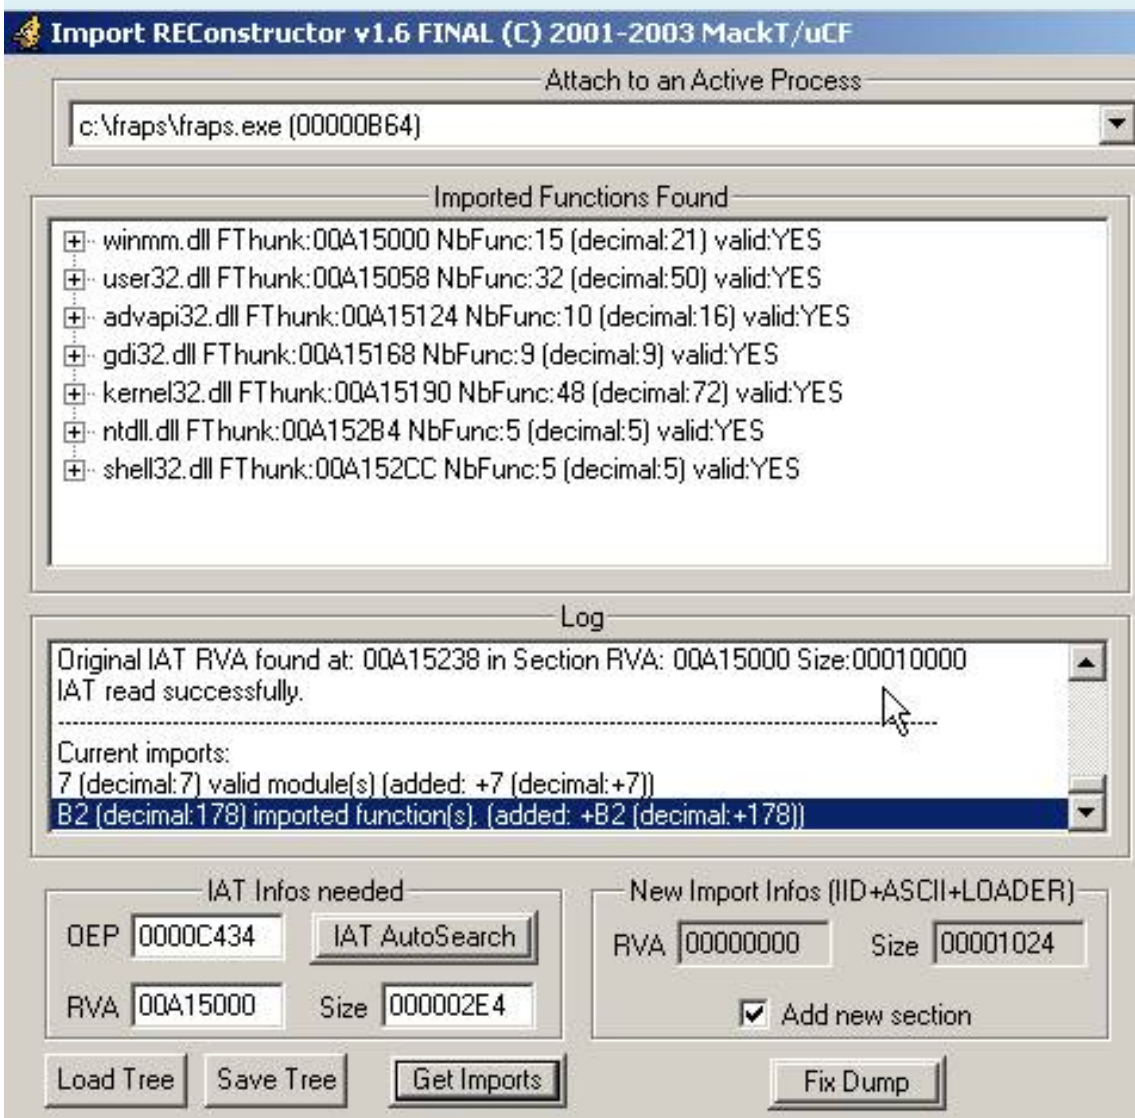 Import REConstructor v1.6 FINAL (C) 2001-2003 MackT/uCF
Attach to an Active Process
c:\fraps\fraps.exe (00000B64)
Imported Functions Found
winmm.dll FThunk:00A15000 NbFunc:15 (decimal:21) valid:YES
user32.dll FThunk:00A15058 NbFunc:32 (decimal:50) valid:YES
advapi32.dll FThunk:00A15124 NbFunc:10 (decimal:16) valid:YES
gdi32.dll FThunk:00A15168 NbFunc:9 (decimal:9) valid:YES
kernel32.dll FThunk:00A15190 NbFunc:48 (decimal:72) valid:YES
ntdll.dll FThunk:00A152B4 NbFunc:5 (decimal:5) valid:YES
shell32.dll FThunk:00A152CC NbFunc:5 (decimal:5) valid:YES
Log
Original IAT RVA found at: 00A15238 in Section RVA: 00A15000 Size:00010000
IAT read successfully.
Current imports:
7 (decimal:7) valid module(s) (added: +7 (decimal:+7))
B2 (decimal:178) imported function(s). (added: +B2 (decimal:+178))
IAT Infos needed
OEP 0000C434 IAT AutoSearch
RVA 00A15000 Size 000002E4
New Import Infos (IID+ASCII+LOADER)
RVA 00000000 Size 00001024
Add new section
Load Tree Save Tree Get Imports Fix Dump